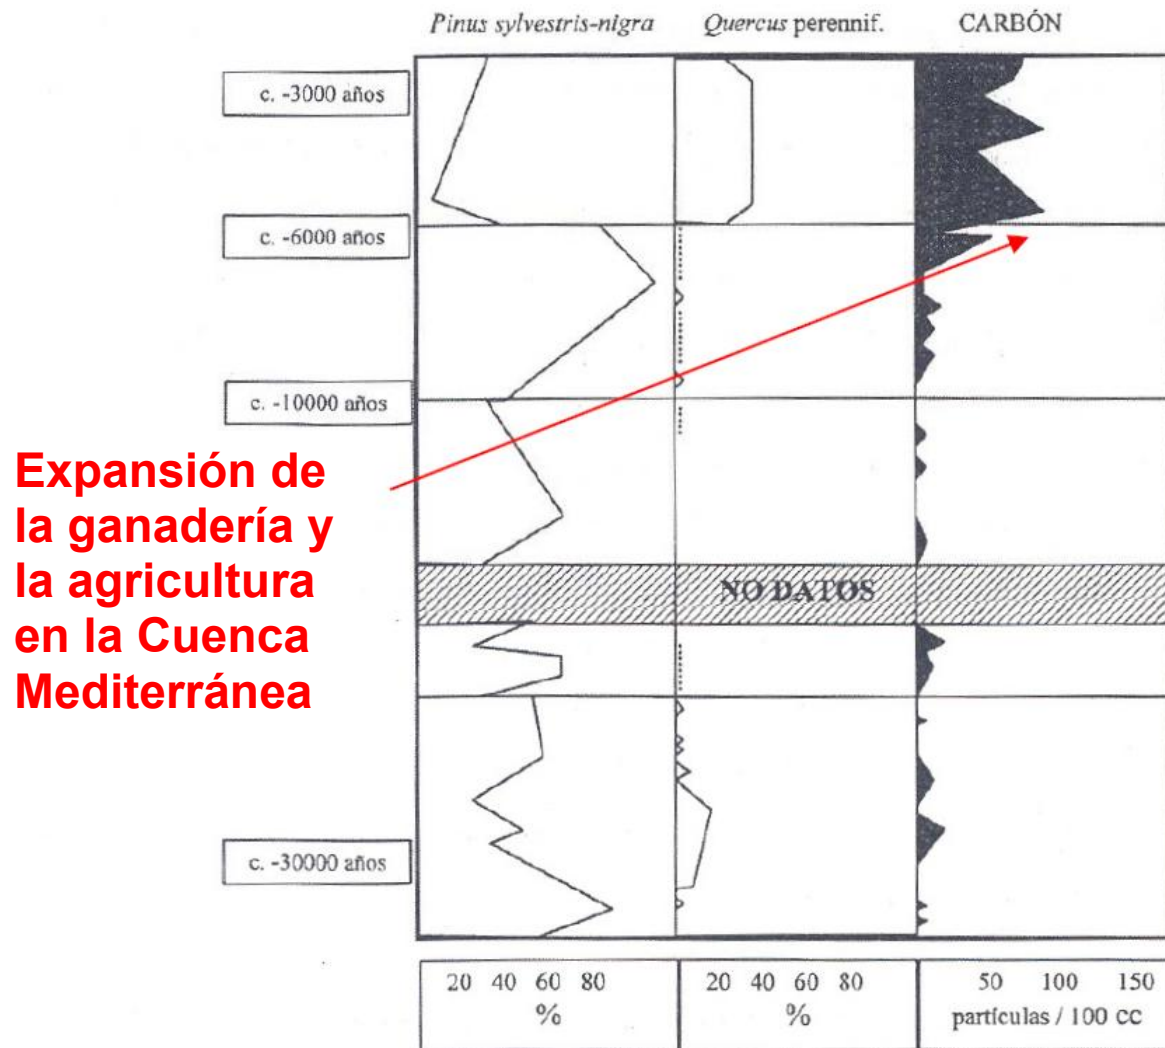 Pinus sylvestris-nigra Quercus perennif. CARBÓN
c. -3000 años
c. -6000 años
c. -10000 años
Expansión de
la ganadería y
la agricultura
en la Cuenca
Mediterránea
NO DATOS
c. -30000 años
20 40 60 80 20 40 60 80 50 100 150
% % partículas / 100 cc